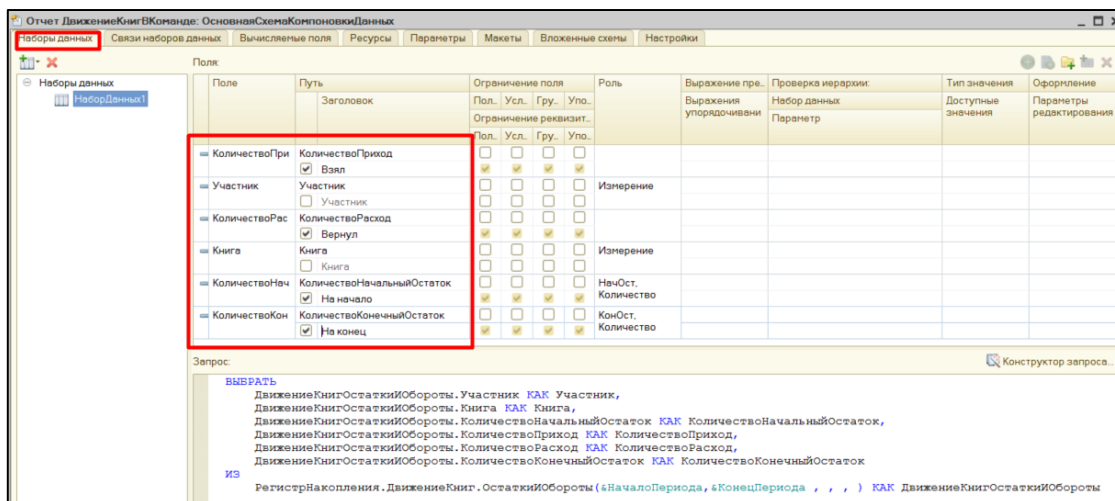 Отчет ДвижениеКнигВКоманде: ОсновнаяСхемаКомпоновкиДанных
Наборы данных Связи наборов данных Вычисляемые поля Ресурсы Параметры Макеты Вложенные схемы Настройки
Поля:
Наборы данных
НаборДанных1
Поле Путь Ограничение поля Роль Выражение пре... Проверка иерархии: Тип значения Оформление
Заголовок Пол... Усл... Гру... Упо... Выражения упорядочивани Набор данных Доступные значения Параметры редактирования
Ограничение реквизит... Параметр
Пол... Усл... Гру... Упо...
КоличествоПри КоличествоПриход
Взял
Участник Участник Измерение
Участник
КоличествоРас КоличествоРасход
Вернул
Книга Книга Измерение
Книга
КоличествоНач КоличествоНачальныйОстаток НачОст,
На начало Количество
КоличествоКон КоличествоКонечныйОстаток КонОст,
На конец Количество
Запрос: Конструктор запроса...
ВЫБРАТЬ
ДвижениеКнигОстаткиИОбороты.Участник КАК Участник,
ДвижениеКнигОстаткиИОбороты.Книга КАК Книга,
ДвижениеКнигОстаткиИОбороты.КоличествоНачальныйОстаток КАК КоличествоНачальныйОстаток,
ДвижениеКнигОстаткиИОбороты.КоличествоПриход КАК КоличествоПриход,
ДвижениеКнигОстаткиИОбороты.КоличествоРасход КАК КоличествоРасход,
ДвижениеКнигОстаткиИОбороты.КоличествоКонечныйОстаток КАК КоличествоКонечныйОстаток
ИЗ
РегистрНакопления.ДвижениеКниг.ОстаткиИОбороты(&НачалоПериода,&КонецПериода , , , ) КАК ДвижениеКнигОстаткиИОбороты